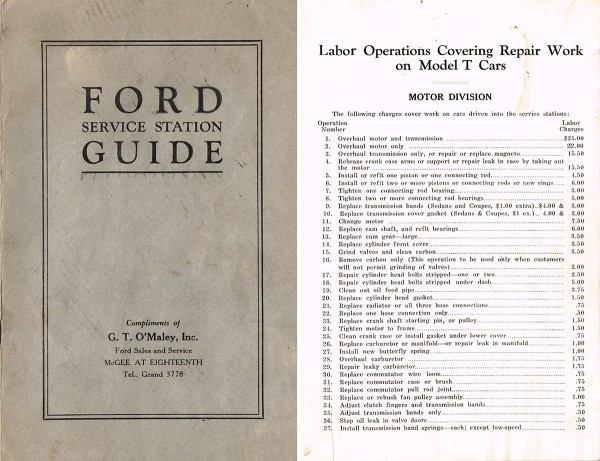 FORD
SERVICE STATION
GUIDE
Compliments of
G. T. O'Maley, Inc.
Ford Sales and Service
McGEE AT EIGHTEENTH
Tel., Grand 3778
Labor Operations Covering Repair Work
on Model T Cars
MOTOR DIVISION
The following charges cover work on cars driven into the service stations:
Operation Labor
Number Charges
1. Overhaul motor and transmission $25.00
2. Overhaul motor only 22.00
3. Overhaul transmission only, or repair or replace magneto 15.50
4. Rebraze crank case arms or support or repair leak in case by taking out
the motor 15.50
5. Install or refit one piston or one connecting rod 4.50
6. Install or refit two or more pistons or connecting rods or new rings 6.00
7. Tighten one connecting rod bearing 3.00
8. Tighten two or more connecting rod bearings 5.00
9. Replace transmission bands (Sedans and Coupes, $1.00 extra) $4.00 & 3.00
10. Replace transmission cover gasket (Sedans & Coupes, $1 ex.) 4.00 & 3.00
11. Change motor 7.50
12. Replace cam shaft, and refit bearings 6.00
13. Replace cam gear—large 3.50
14. Replace cylinder front cover 3.50
15. Grind valves and clean carbon 3.50
16. Remove carbon only (This operation to be used only when customers
will not permit grinding of valves) 2.00
17. Repair cylinder head bolts stripped—one or two 2.50
18. Repair cylinder head bolts stripped under dash 5.00
19. Clean out oil feed pipe 3.75
20. Replace cylinder head gasket 1.50
21. Replace radiator or all three hose connections .75
22. Replace one hose connection only .50
23. Replace crank shaft starting pin, or pulley 1.50
24. Tighten motor to frame 1.50
25. Clean crank case or install gasket under lower cover .75
26. Replace carburetor or manifold—or repair leak in manifold 1.00
27. Install new butterfly spring 1.00
28. Overhaul carburetor 1.75
29. Repair leaky carburetor 1.75
30. Replace commutator wire loom .75
31. Replace commutator case or brush .75
32. Replace commutator pull rod joint .75
33. Replace or rebush fan pulley assembly 1.00
34. Adjust clutch fingers and transmission bands .75
35. Adjust transmission bands only .50
36. Stop oil leak in valve doors .50
37. Install transmission band springs—each; except low-speed .50